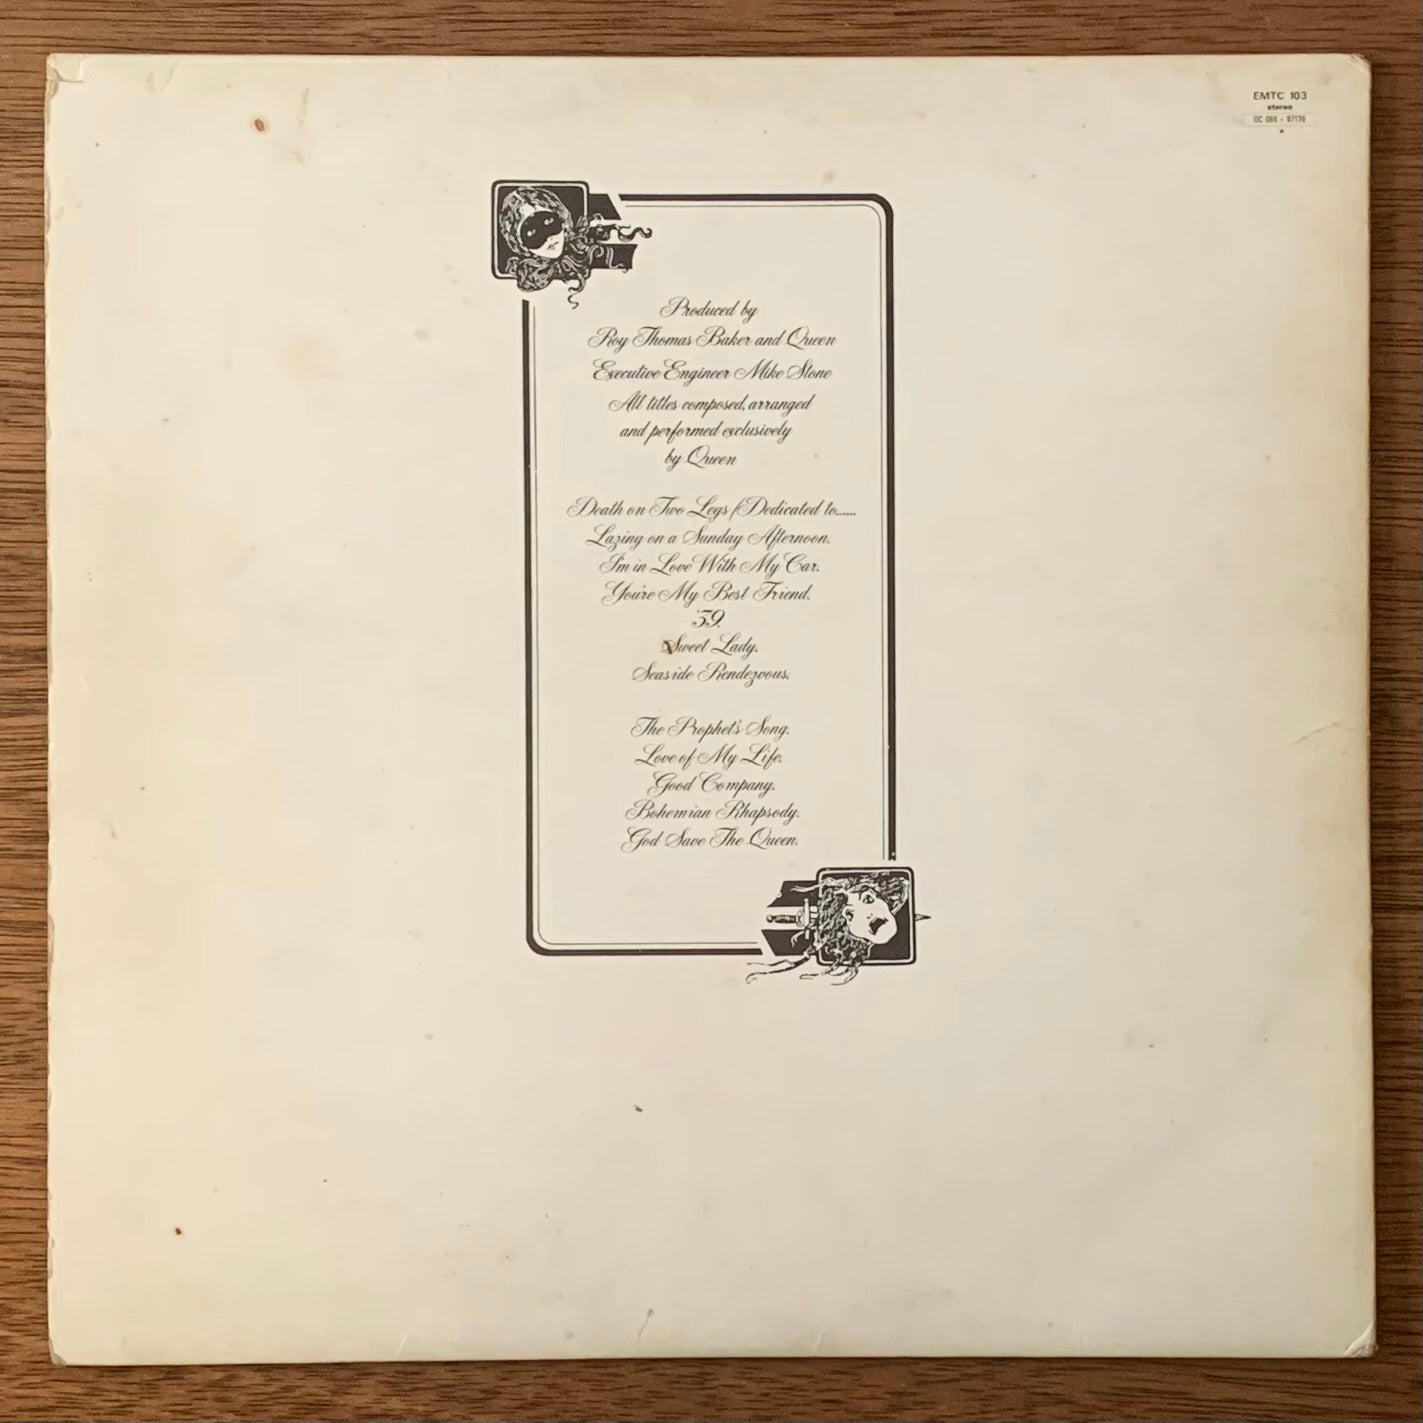 EMTC 103
stereo
OC 088 - 97176
Produced by
Roy Thomas Baker and Queen
Executive Engineer Mike Stone
All titles composed, arranged
and performed exclusively
by Queen
Death on Two Legs (Dedicated to......
Lazing on a Sunday Afternoon.
I'm in Love With My Car.
You're My Best Friend.
'39.
Sweet Lady.
Seaside Rendezvous.
The Prophet's Song.
Love of My Life.
Good Company.
Bohemian Rhapsody.
God Save The Queen.